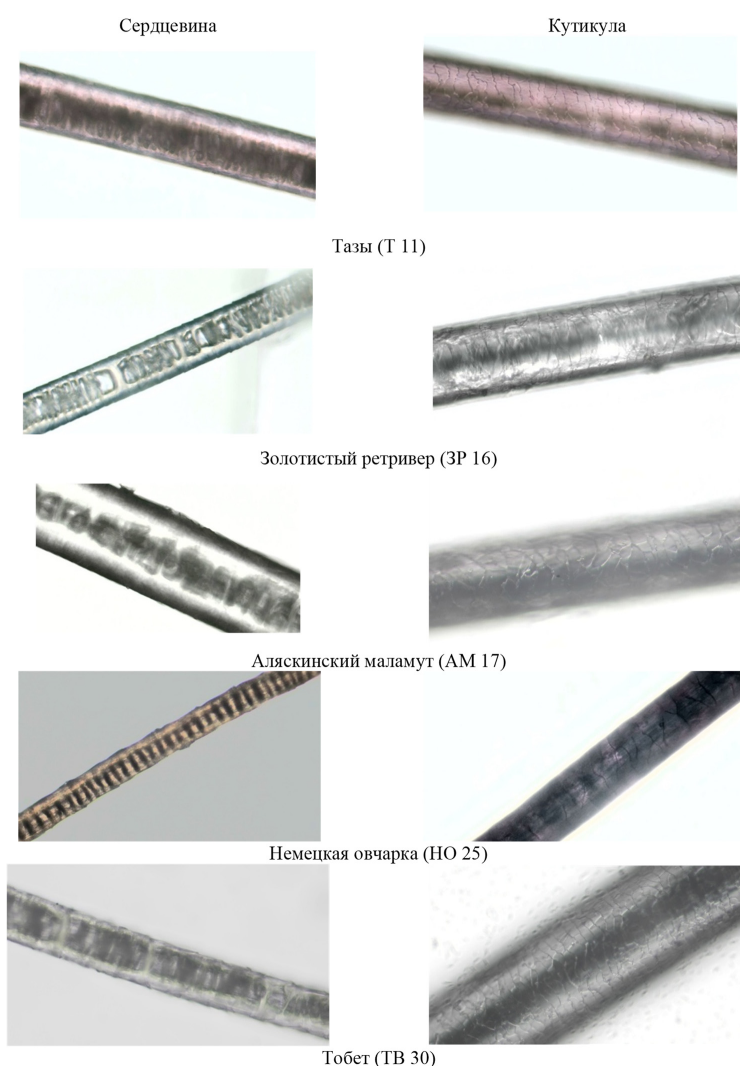 Сердцевина
Кутикула
Тазы (Т 11)
Золотистый ретривер (ЗР 16)
Аляскинский маламут (АМ 17)
Немецкая овчарка (НО 25)
Тобет (ТВ 30)